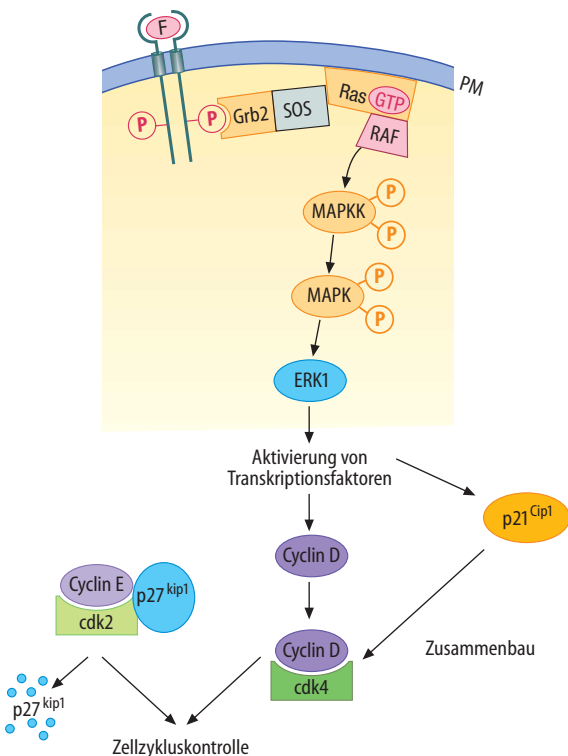 F
PM
P
P
Grb2
SOS
Ras
GTP
RAF
P
MAPKK
P
P
MAPK
P
ERK1
Aktivierung von
Transkriptionsfaktoren
p21 Cip1
Cyclin D
Cyclin E
p27 kip1
cdk2
Cyclin D
Zusammenbau
cdk4
p27 kip1
Zellzykluskontrolle